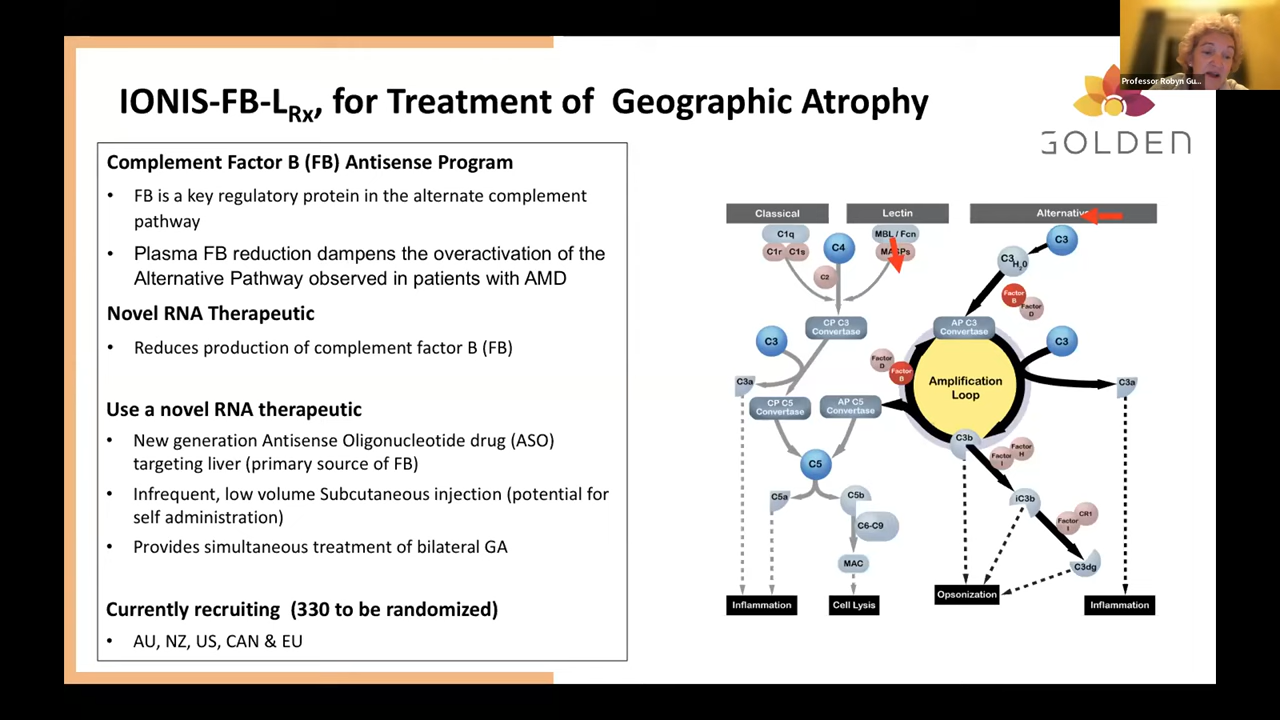 Professor Robyn Gu...
IONIS-FB-LRx, for Treatment of Geographic Atrophy
GOLDEN
Complement Factor B (FB) Antisense Program
• FB is a key regulatory protein in the alternate complement
pathway
• Plasma FB reduction dampens the overactivation of the
Alternative Pathway observed in patients with AMD
Novel RNA Therapeutic
• Reduces production of complement factor B (FB)
Use a novel RNA therapeutic
• New generation Antisense Oligonucleotide drug (ASO)
targeting liver (primary source of FB)
• Infrequent, low volume Subcutaneous injection (potential for
self administration)
• Provides simultaneous treatment of bilateral GA
Currently recruiting (330 to be randomized)
• AU, NZ, US, CAN & EU
Classical
Lectin
Alternative
C1q
C1r C1s
C4
MBL / Fcn
MASPs
C2
C3
C3H2O
Factor
B
Factor
D
CP C3
Convertase
AP C3
Convertase
C3
C3
Factor
D
Factor
B
Amplification
Loop
C3a
C3a
CP C5
Convertase
AP C5
Convertase
C3b
Factor
I
Factor
H
C5
C5a
C5b
C6-C9
iC3b
Factor
I
CR1
MAC
C3dg
Inflammation
Cell Lysis
Opsonization
Inflammation